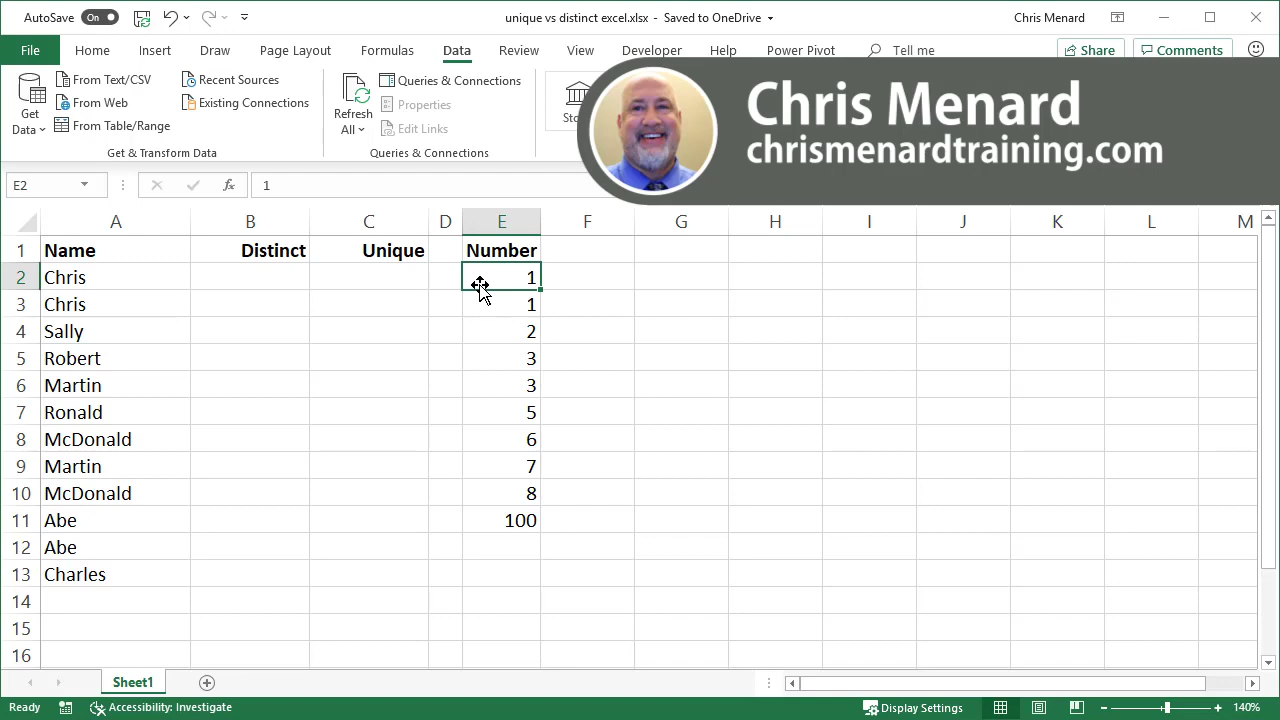 AutoSave On unique vs distinct excel.xlsx - Saved to OneDrive Chris Menard
File Home Insert Draw Page Layout Formulas Data Review View Developer Help Power Pivot Tell me Share Comments
Get Data
From Text/CSV
From Web
From Table/Range
Recent Sources
Existing Connections
Get & Transform Data
Refresh All
Queries & Connections
Properties
Edit Links
Queries & Connections
Chris Menard
chrismenardtraining.com
E2 fx 1
A B C D E F G H I J K L M
1 Name Distinct Unique Number
2 Chris 1
3 Chris 1
4 Sally 2
5 Robert 3
6 Martin 3
7 Ronald 5
8 McDonald 6
9 Martin 7
10 McDonald 8
11 Abe 100
12 Abe
13 Charles
14
15
16
Sheet1
Ready Accessibility: Investigate Display Settings 140%